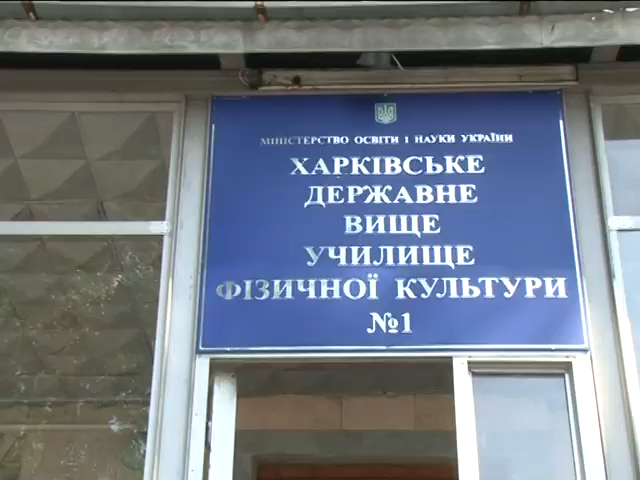 МІНІСТЕРСТВО ОСВІТИ І НАУКИ УКРАЇНИ
ХАРКІВСЬКЕ
ДЕРЖАВНЕ
ВИЩЕ
УЧИЛИЩЕ
ФІЗИЧНОЇ КУЛЬТУРИ
№1